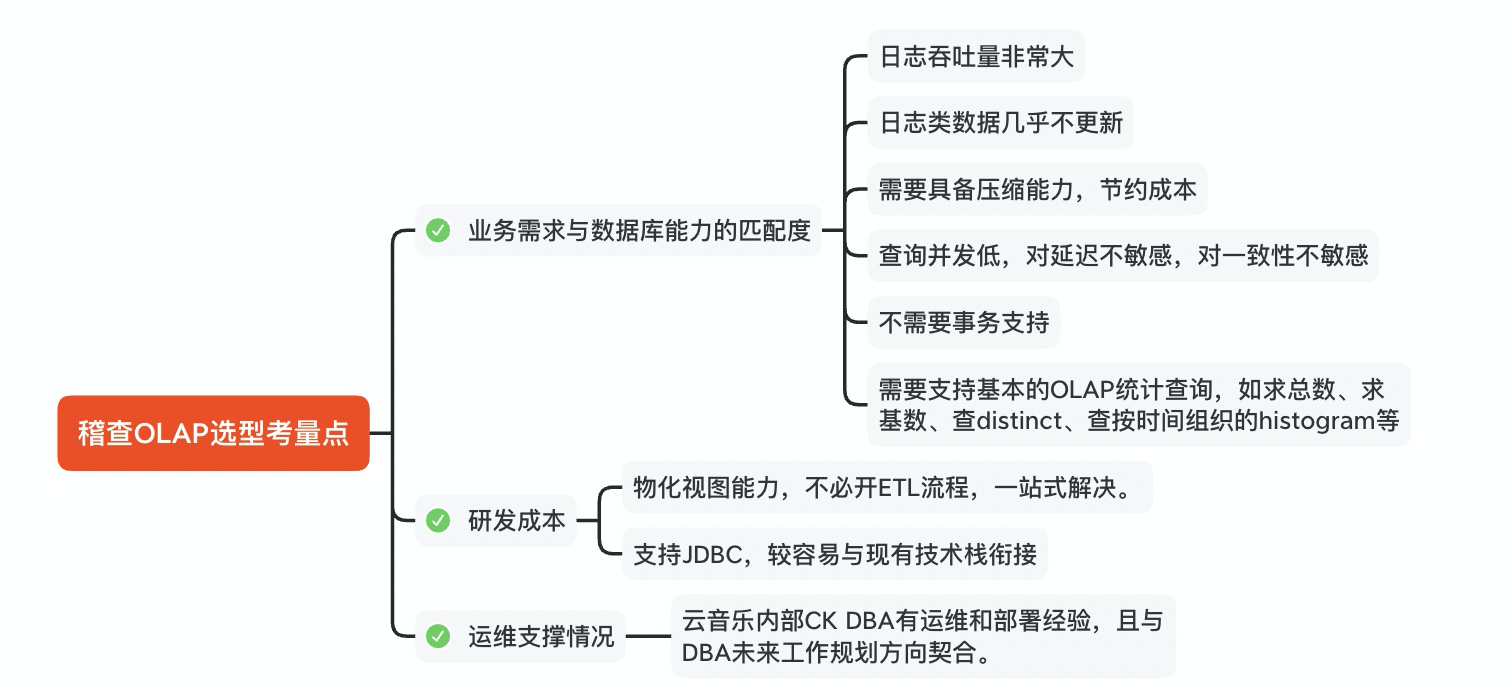 稽查OLAP选型考量点
业务需求与数据库能力的匹配度
日志吞吐量非常大
日志类数据几乎不更新
需要具备压缩能力，节约成本
查询并发低，对延迟不敏感，对一致性不敏感
不需要事务支持
需要支持基本的OLAP统计查询，如求总数、求
基数、查distinct、查按时间组织的histogram等
研发成本
物化视图能力，不必开ETL流程，一站式解决。
支持JDBC，较容易与现有技术栈衔接
运维支撑情况
云音乐内部CK DBA有运维和部署经验，且与
DBA未来工作规划方向契合。